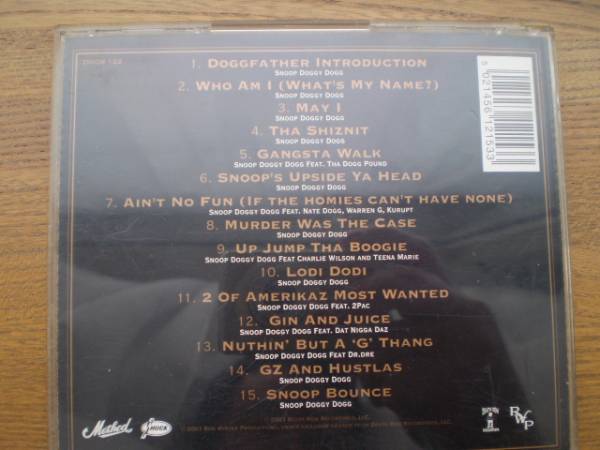 1. Doggfather Introduction
Snoop Doggy Dogg
2. Who Am I (What's My Name?)
Snoop Doggy Dogg
3. May I
Snoop Doggy Dogg
4. Tha Shiznit
Snoop Doggy Dogg
5. Gangsta Walk
Snoop Doggy Dogg Feat. Tha Dogg Pound
6. Snoop's Upside Ya Head
Snoop Doggy Dogg
7. Ain't No Fun (If the homies can't have none)
Snoop Doggy Dogg Feat. Nate Dogg, Warren G, Kurupt
8. Murder Was The Case
Snoop Doggy Dogg
9. Up Jump Tha Boogie
Snoop Doggy Dogg Feat Charlie Wilson and Teena Marie
10. Lodi Dodi
Snoop Doggy Dogg
11. 2 Of Amerikaz Most Wanted
Snoop Doggy Dogg feat. 2Pac
12. Gin And Juice
Snoop Doggy Dogg Feat. Dat Nigga Daz
13. Nuthin' But A 'G' Thang
Snoop Doggy Dogg Feat Dr.Dre
14. Gz And Hustlas
Snoop Doggy Dogg
15. Snoop Bounce
Snoop Doggy Dogg
5 021456 121533
Method